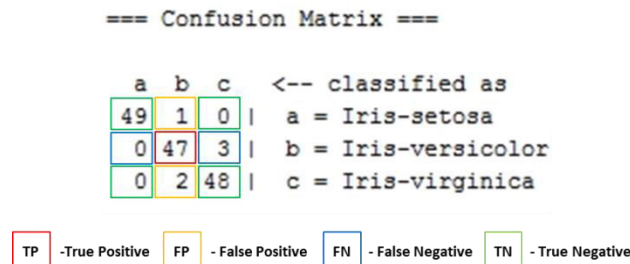 === Confusion Matrix ===
a b c <-- classified as
49 1 0 | a = Iris-setosa
0 47 3 | b = Iris-versicolor
0 2 48 | c = Iris-virginica
TP -True Positive FP - False Positive FN - False Negative TN - True Negative